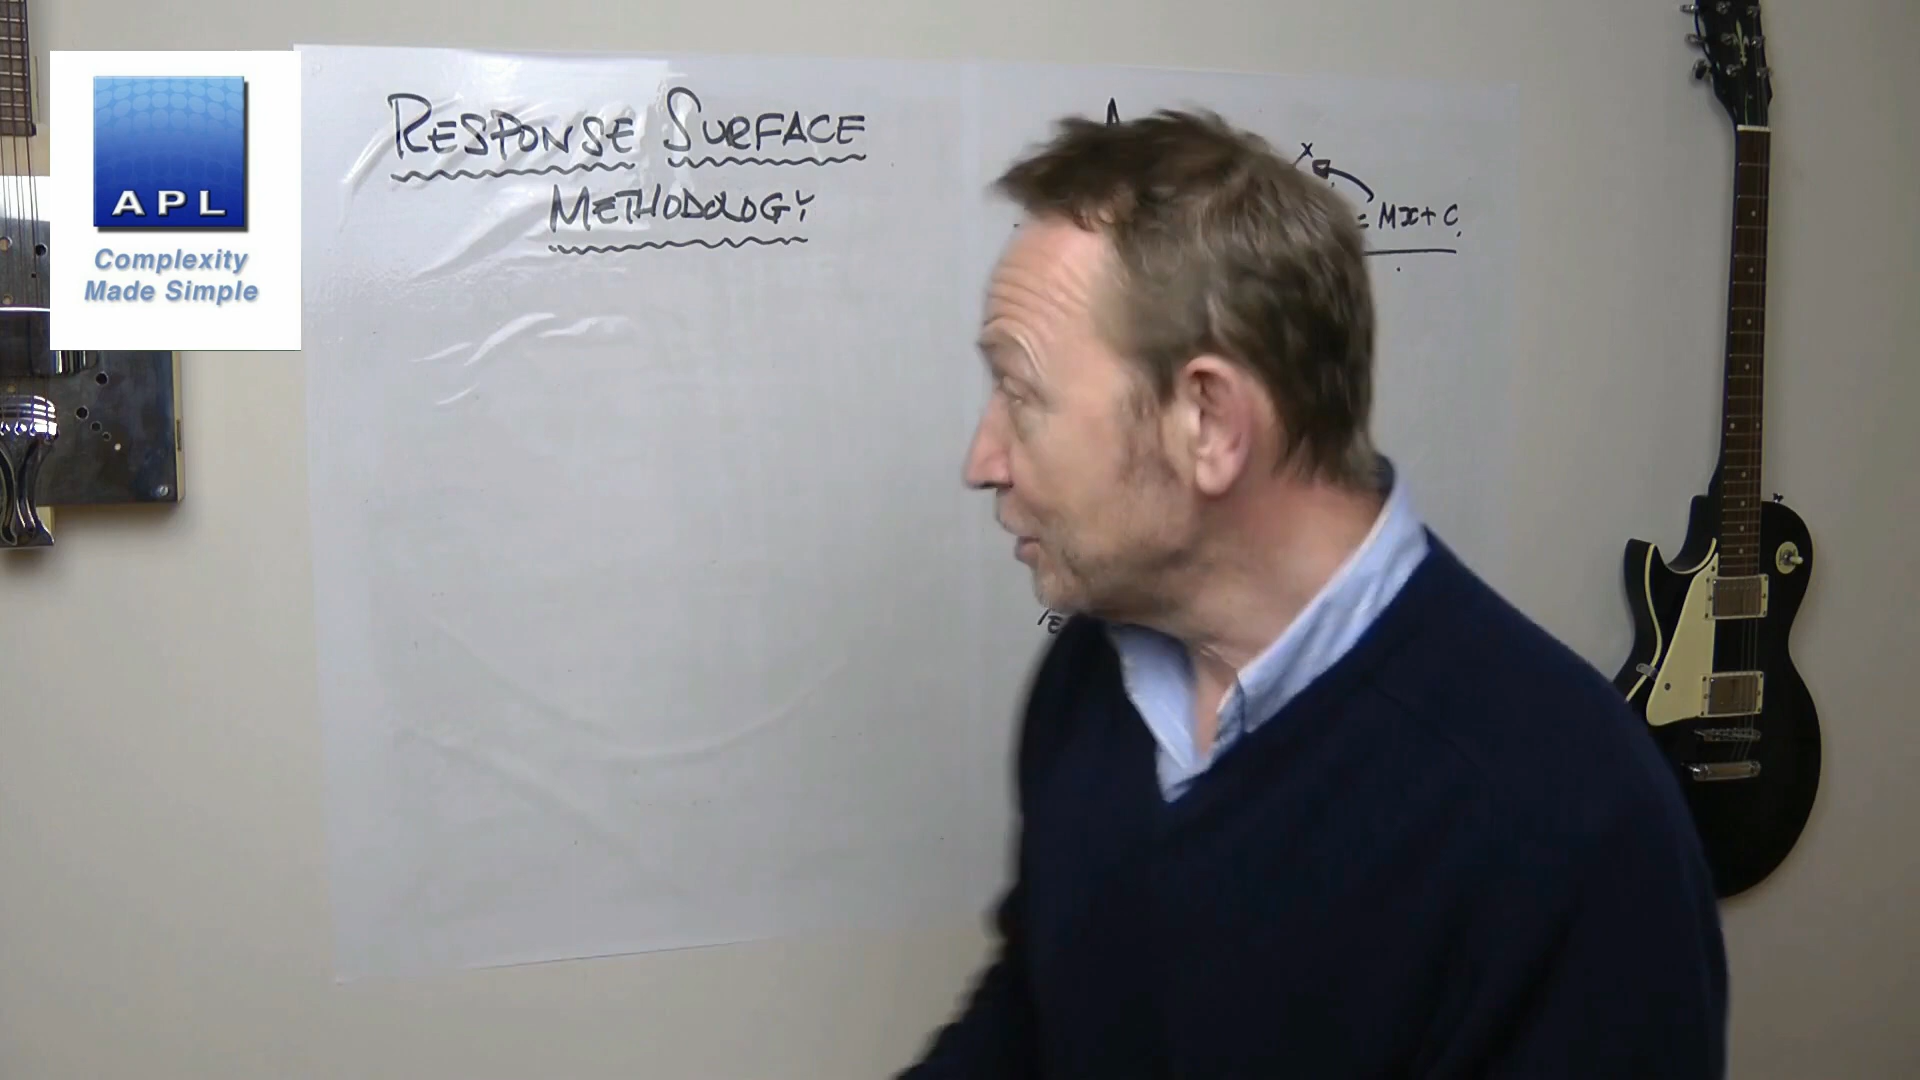 APL
Complexity
Made Simple
RESPONSE SURFACE
METHODOLOGY
x
= Mx + C